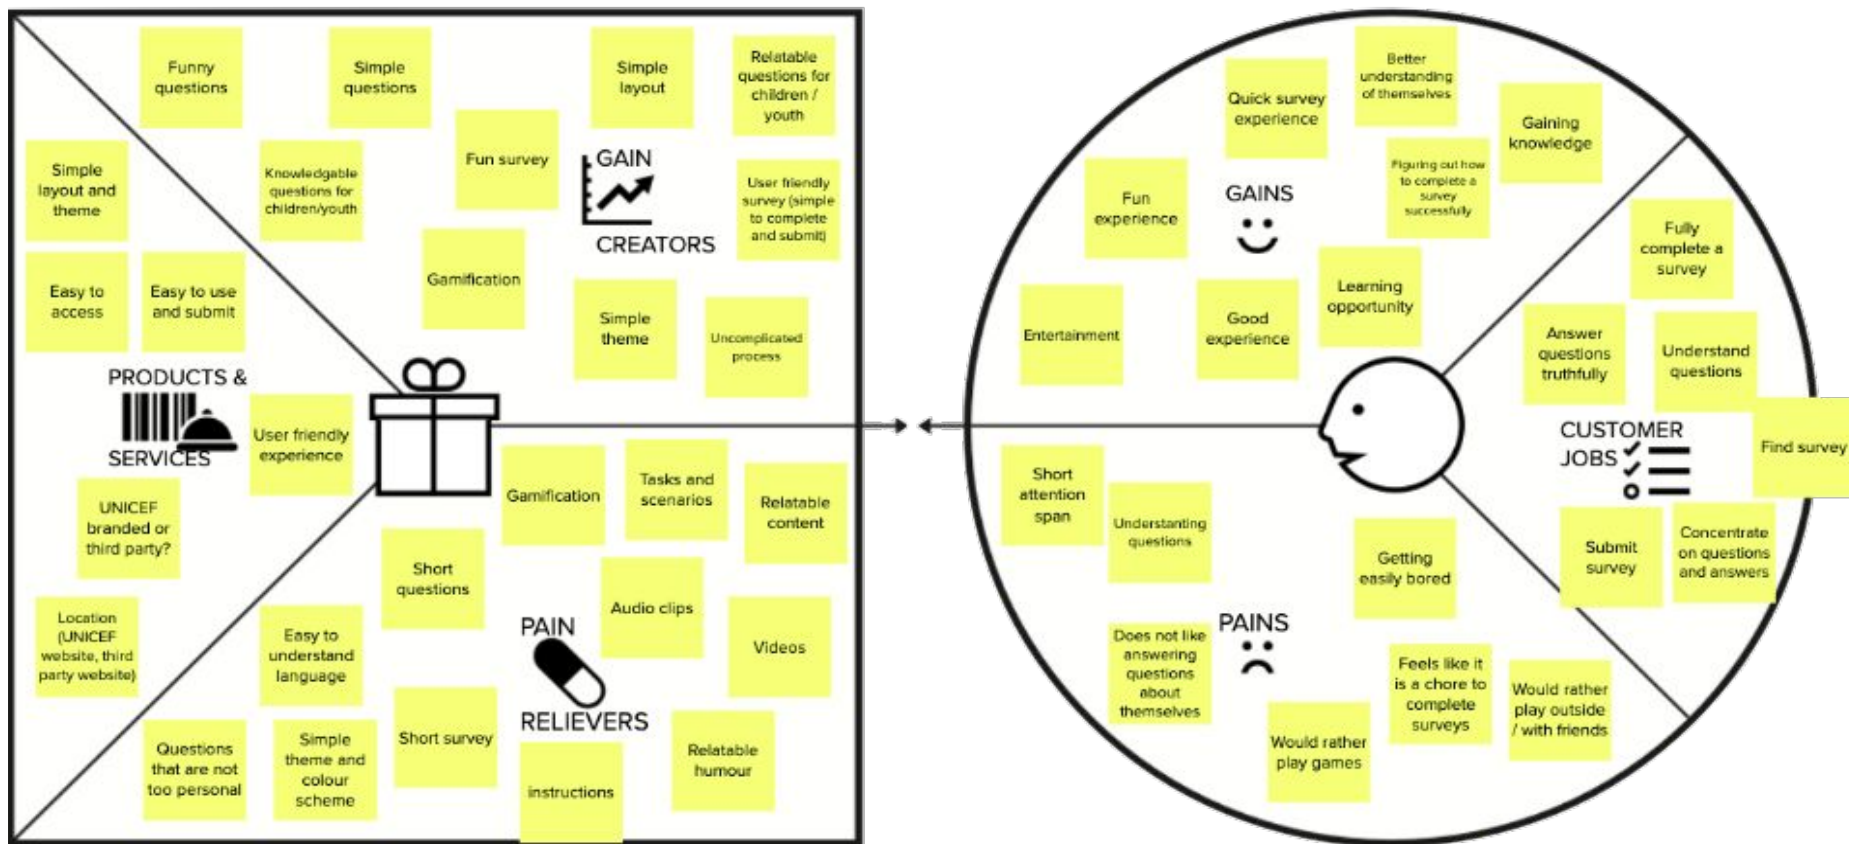 Funny
questions
Simple
questions
Simple
layout
Relatable
questions for
children /
youth
Fun survey
Knowledgable
questions for
children/youth
GAIN
CREATORS
User friendly
survey (simple
to complete
and submit)
Gamification
Simple
theme
Uncomplicated
process
Simple
layout and
theme
Easy to
access
Easy to use
and submit
PRODUCTS &
SERVICES
User friendly
experience
UNICEF
branded or
third party?
Location
(UNICEF
website, third
party website)
Gamification
Tasks and
scenarios
Relatable
content
Short
questions
Audio clips
Videos
Easy to
understand
language
PAIN
RELIEVERS
Questions
that are not
too personal
Simple
theme and
colour
scheme
Short survey
instructions
Relatable
humour
Better
understanding
of themselves
Quick survey
experience
Gaining
knowledge
Figuring out how
to complete a
survey
successfully
Fun
experience
GAINS
Learning
opportunity
Entertainment
Good
experience
Fully
complete a
survey
Answer
questions
truthfully
Understand
questions
CUSTOMER
JOBS
Find survey
Submit
survey
Concentrate
on questions
and answers
Short
attention
span
Understanting
questions
Getting
easily bored
PAINS
Does not like
answering
questions
about
themselves
Would rather
play games
Feels like it
is a chore to
complete
surveys
Would rather
play outside
/ with friends